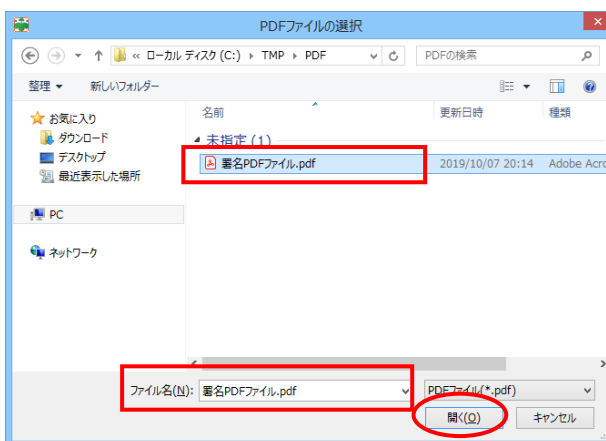 PDFファイルの選択
« ローカル ディスク (C:) ▸ TMP ▸ PDF
PDFの検索
整理 ▼ 新しいフォルダー
お気に入り
ダウンロード
デスクトップ
最近表示した場所
PC
ネットワーク
名前 更新日時 種類
未指定 (1)
署名PDFファイル.pdf 2019/10/07 20:14 Adobe Acro
ファイル名(N): 署名PDFファイル.pdf
PDFファイル(*.pdf)
開く(O) キャンセル